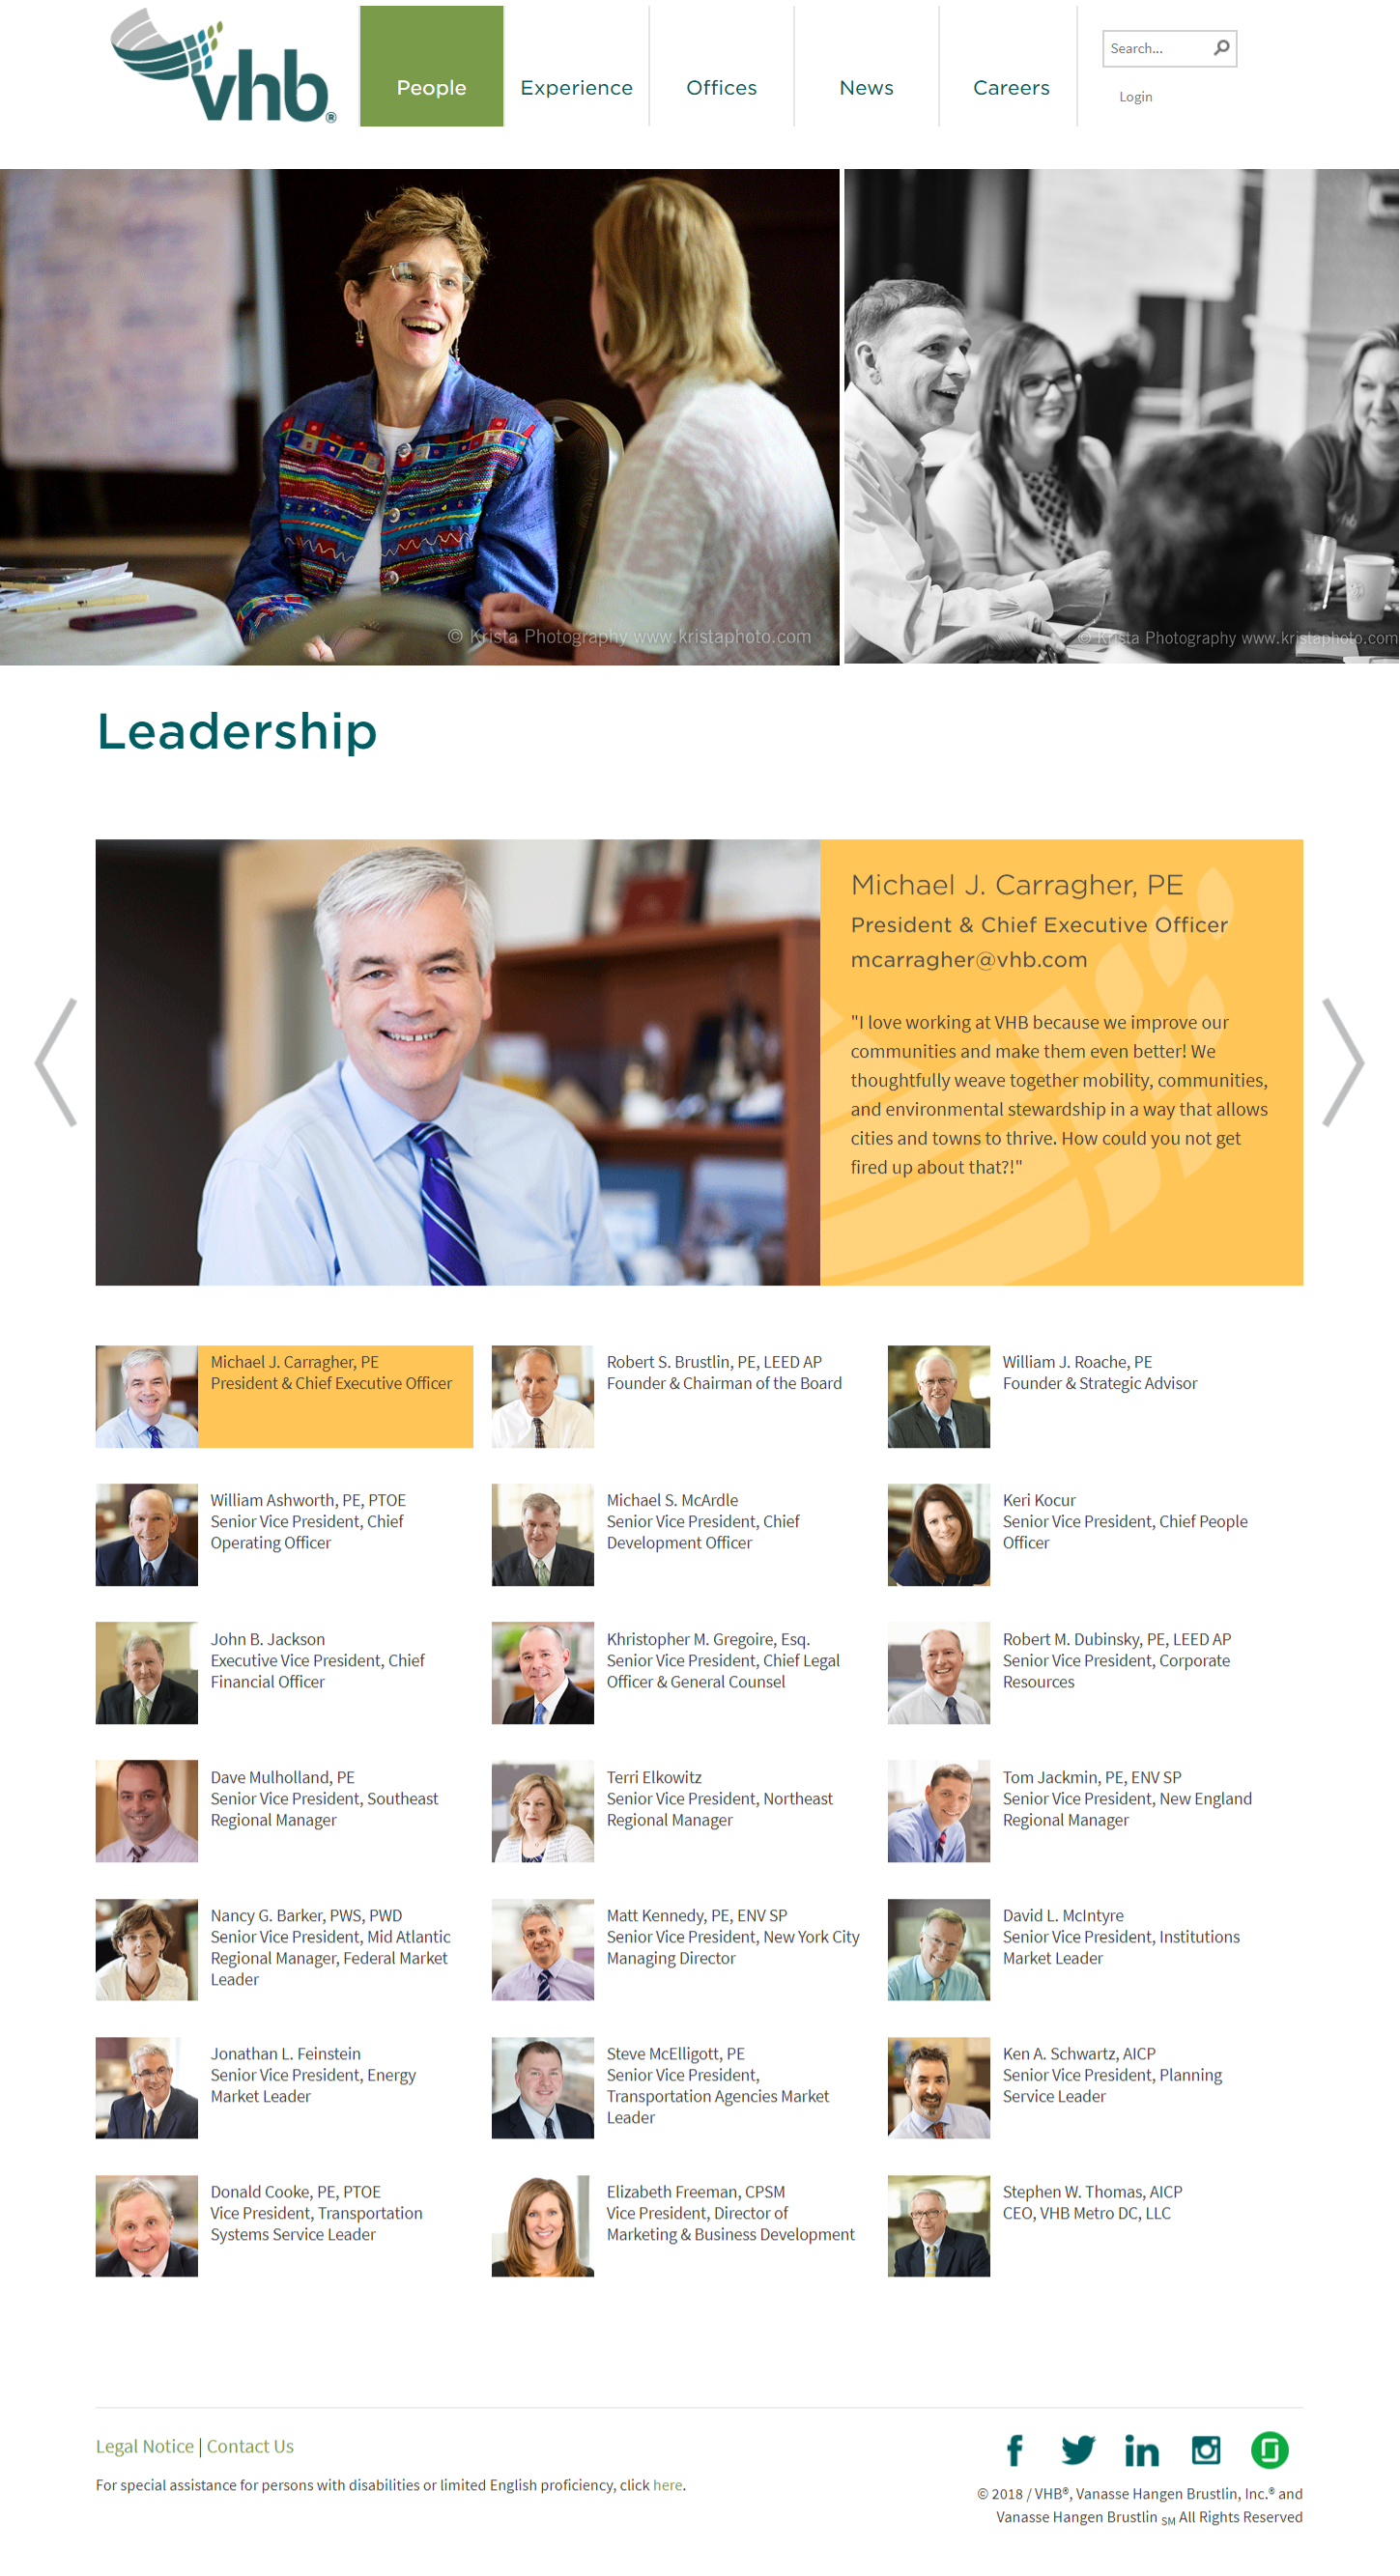 vhb®
People
Experience
Offices
News
Careers
Search...
Login
© Krista Photography www.kristaphoto.com
© Krista Photography www.kristaphoto.com
Leadership
Michael J. Carragher, PE
President & Chief Executive Officer
mcarragher@vhb.com
"I love working at VHB because we improve our
communities and make them even better! We
thoughtfully weave together mobility, communities,
and environmental stewardship in a way that allows
cities and towns to thrive. How could you not get
fired up about that?!"
Michael J. Carragher, PE
President & Chief Executive Officer
Robert S. Brustlin, PE, LEED AP
Founder & Chairman of the Board
William J. Roache, PE
Founder & Strategic Advisor
William Ashworth, PE, PTOE
Senior Vice President, Chief
Operating Officer
Michael S. McArdle
Senior Vice President, Chief
Development Officer
Keri Kocur
Senior Vice President, Chief People
Officer
John B. Jackson
Executive Vice President, Chief
Financial Officer
Khristopher M. Gregoire, Esq.
Senior Vice President, Chief Legal
Officer & General Counsel
Robert M. Dubinsky, PE, LEED AP
Senior Vice President, Corporate
Resources
Dave Mulholland, PE
Senior Vice President, Southeast
Regional Manager
Terri Elkowitz
Senior Vice President, Northeast
Regional Manager
Tom Jackmin, PE, ENV SP
Senior Vice President, New England
Regional Manager
Nancy G. Barker, PWS, PWD
Senior Vice President, Mid Atlantic
Regional Manager, Federal Market
Leader
Matt Kennedy, PE, ENV SP
Senior Vice President, New York City
Managing Director
David L. McIntyre
Senior Vice President, Institutions
Market Leader
Jonathan L. Feinstein
Senior Vice President, Energy
Market Leader
Steve McElligott, PE
Senior Vice President,
Transportation Agencies Market
Leader
Ken A. Schwartz, AICP
Senior Vice President, Planning
Service Leader
Donald Cooke, PE, PTOE
Vice President, Transportation
Systems Service Leader
Elizabeth Freeman, CPSM
Vice President, Director of
Marketing & Business Development
Stephen W. Thomas, AICP
CEO, VHB Metro DC, LLC
Legal Notice | Contact Us
For special assistance for persons with disabilities or limited English proficiency, click here.
© 2018 / VHB®, Vanasse Hangen Brustlin, Inc.® and
Vanasse Hangen Brustlin SM All Rights Reserved